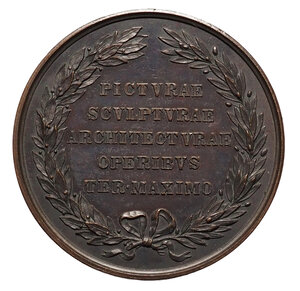 PICTVRAE
SCVLPTVRAE
ARCHITECTVRAE
OPERIBVS
TER·MAXIMO